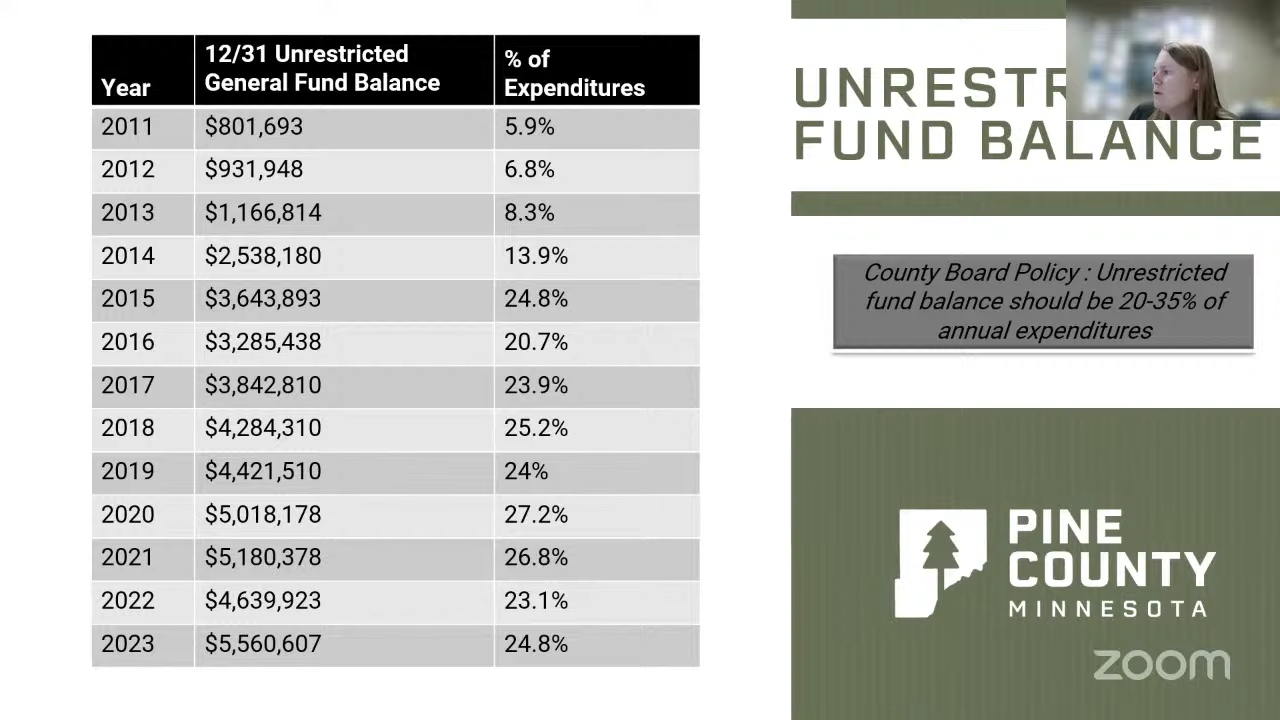 Year 12/31 Unrestricted General Fund Balance % of Expenditures
2011 $801,693 5.9%
2012 $931,948 6.8%
2013 $1,166,814 8.3%
2014 $2,538,180 13.9%
2015 $3,643,893 24.8%
2016 $3,285,438 20.7%
2017 $3,842,810 23.9%
2018 $4,284,310 25.2%
2019 $4,421,510 24%
2020 $5,018,178 27.2%
2021 $5,180,378 26.8%
2022 $4,639,923 23.1%
2023 $5,560,607 24.8%
FUND BALANCE
County Board Policy : Unrestricted
fund balance should be 20-35% of
annual expenditures
PINE
COUNTY
MINNESOTA
zoom